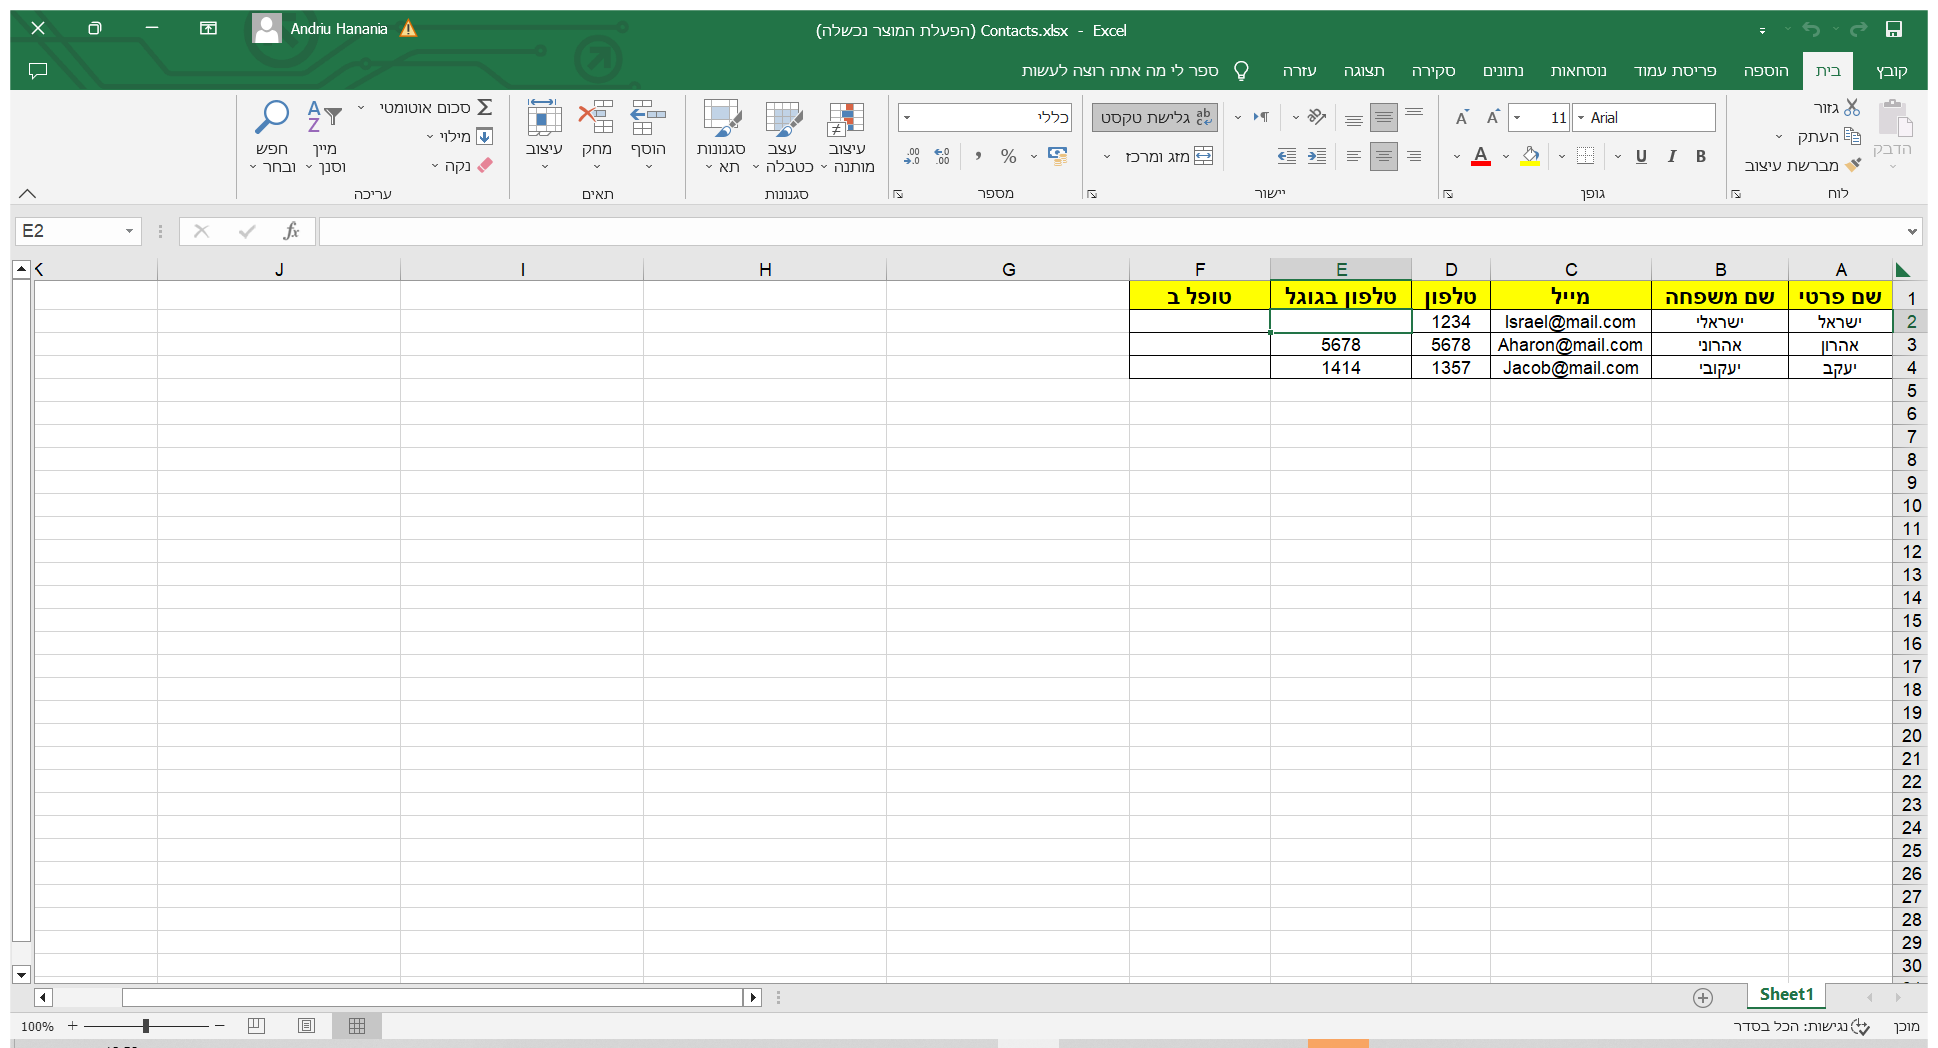 Contacts.xlsx (הפעלת המוצר נכשלה) - Excel
Andriu Hanania
קובץ בית הוספה פריסת עמוד נוסחאות נתונים סקירה תצוגה עזרה ספר לי מה אתה רוצה לעשות
הדבק
גזור
העתק
מברשת עיצוב
לוח
Arial 11
B I U
גופן
גלישת טקסט
מזג ומרכז
יישור
כללי
%
מספר
עיצוב מותנה
עצב כטבלה
סגנונות תא
סגנונות
הוסף
מחק
עיצוב
תאים
סכום אוטומטי
מילוי
נקה
מיין וסנן
חפש ובחר
עריכה
E2
fx
A B C D E F G H I J
1 שם פרטי שם משפחה מייל טלפון טלפון בגוגל טופל ב
2 ישראל ישראלי Israel@mail.com 1234
3 אהרון אהרוני Aharon@mail.com 5678 5678
4 יעקב יעקובי Jacob@mail.com 1357 1414
5
6
7
8
9
10
11
12
13
14
15
16
17
18
19
20
21
22
23
24
25
26
27
28
29
30
Sheet1
מוכן
נגישות: הכל בסדר
100%